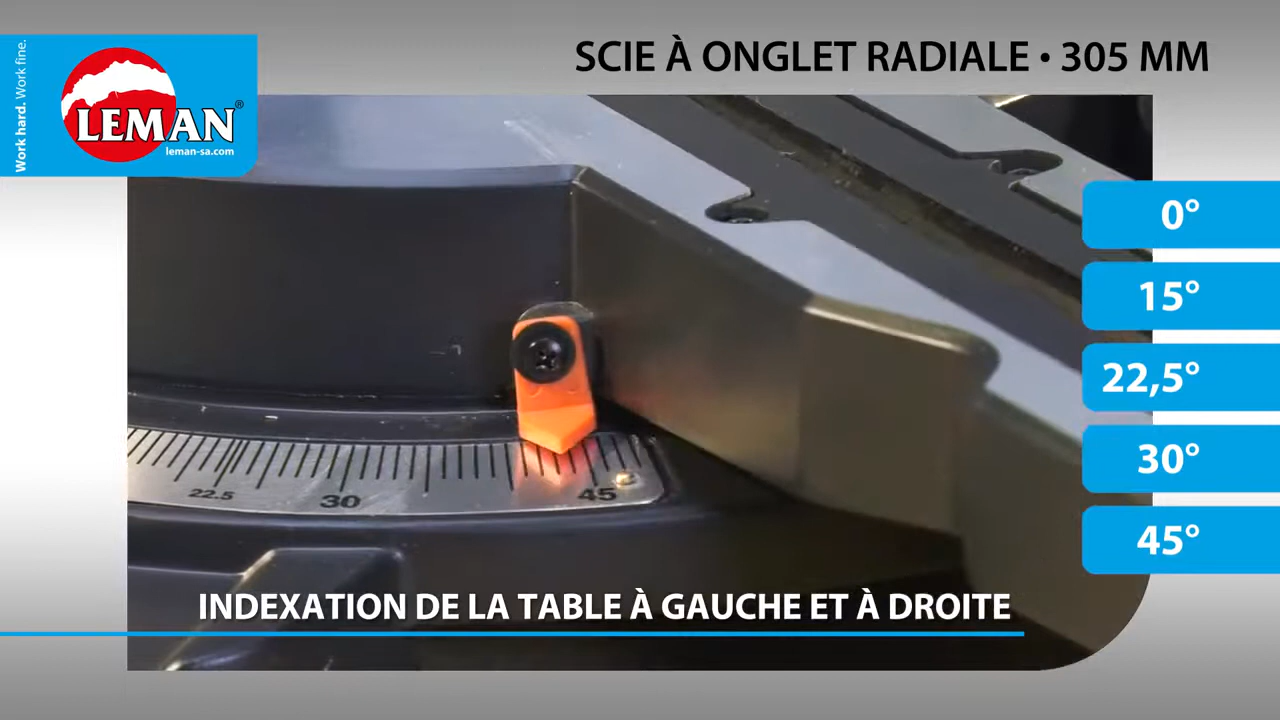 Work hard. Work fine.
LEMAN®
leman-sa.com
SCIE À ONGLET RADIALE • 305 MM
0°
15°
22,5°
30°
45°
22.5
30
45
INDEXATION DE LA TABLE À GAUCHE ET À DROITE